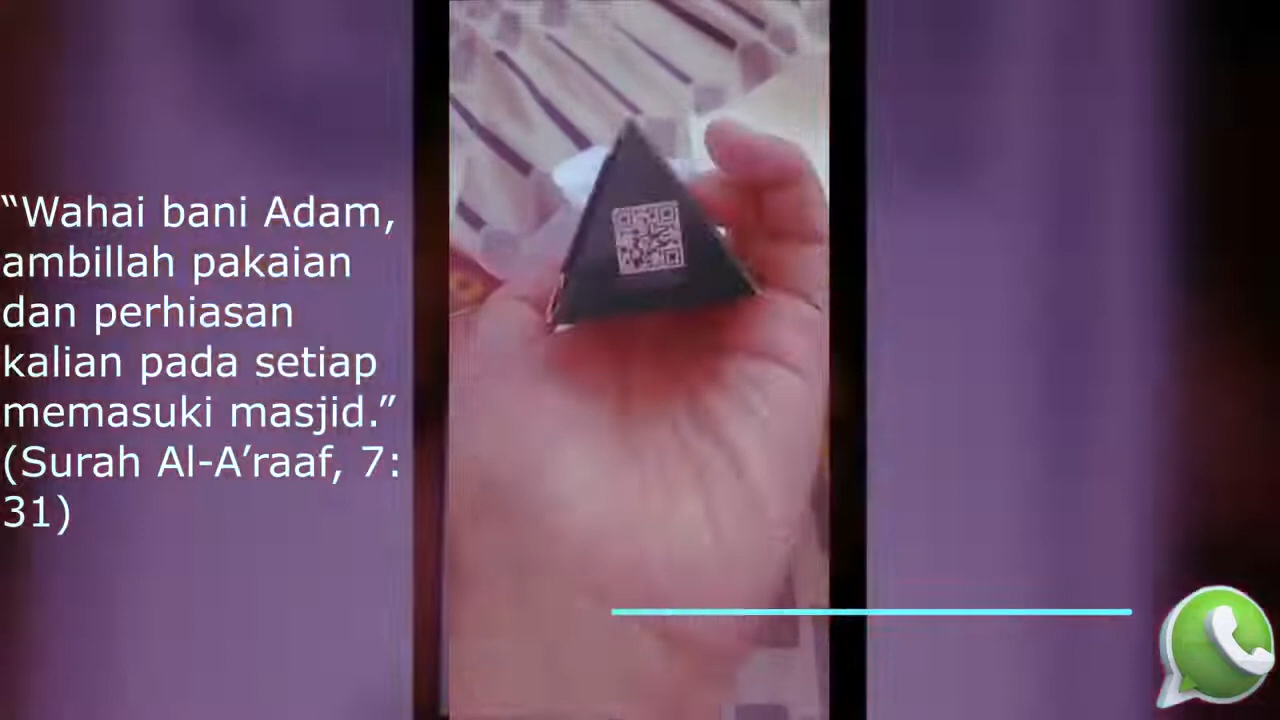 “Wahai bani Adam,
ambillah pakaian
dan perhiasan
kalian pada setiap
memasuki masjid.”
(Surah Al-A’raaf, 7:
31)